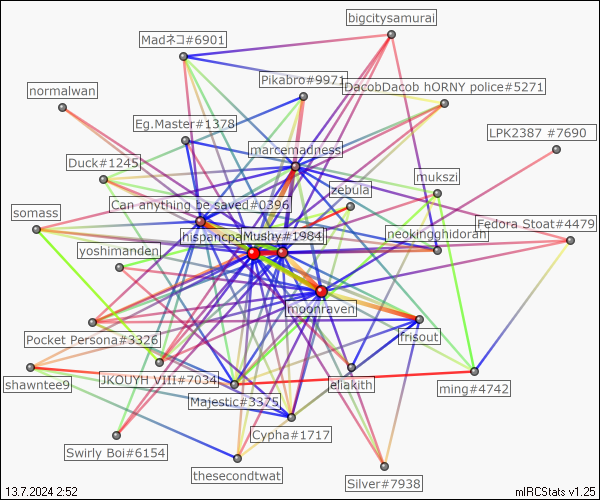 bigcitysamurai
Madネコ#6901
Pikabro#9971
DacobDacob hORNY police#5271
normalwan
Eg.Master#1378
LPK2387 #7690
marcemadness
Duck#1245
mukszi
zebula
Can anything be saved#0396
somass
Fedora Stoat#4479
hispancpa
Mushy#1984
neokingghidorah
yoshimanden
moonraven
Pocket Persona#3326
frisout
JKOUYH VIII#7034
shawntee9
eliakith
ming#4742
Majestic#3375
Cypha#1717
Swirly Boi#6154
thesecondtwat
Silver#7938
13.7.2024 2:52
mIRCStats v1.25